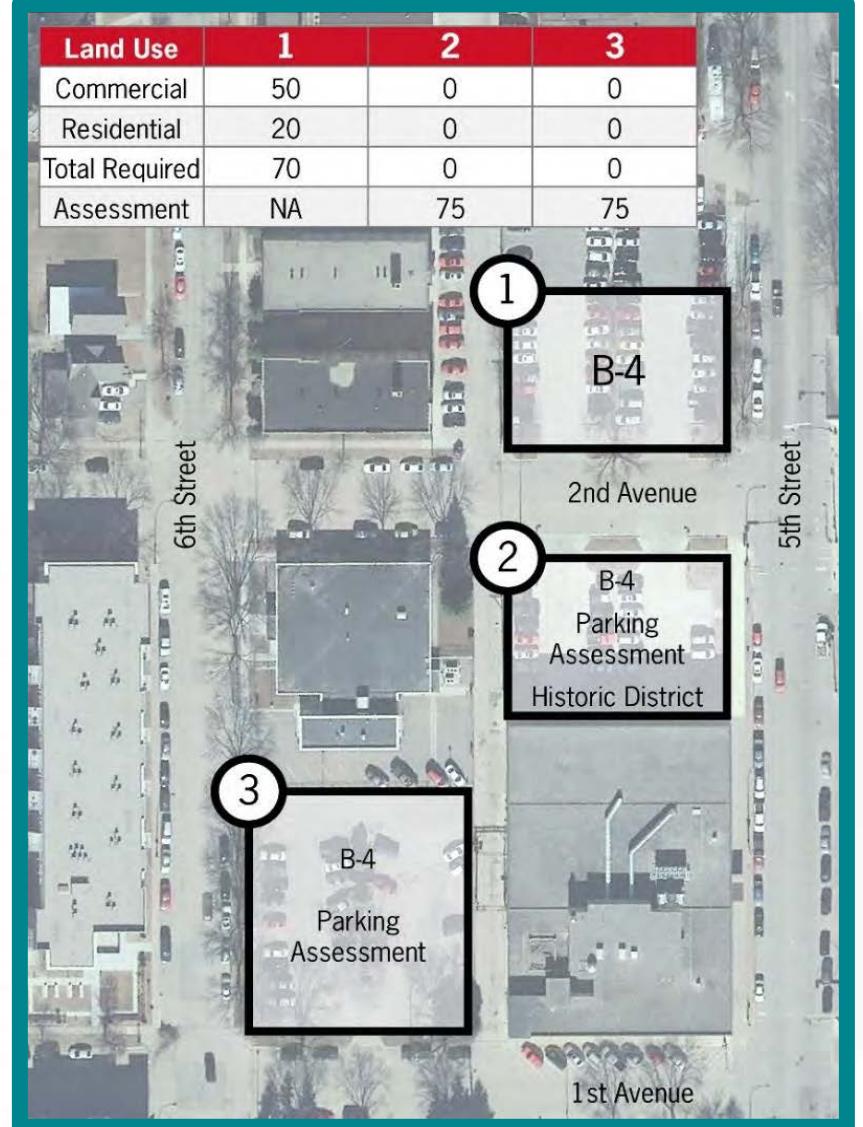 Land Use 1 2 3
Commercial 50 0 0
Residential 20 0 0
Total Required 70 0 0
Assessment NA 75 75
1
B-4
6th Street
2nd Avenue
5th Street
2
B-4
Parking
Assessment
Historic District
3
B-4
Parking
Assessment
1st Avenue